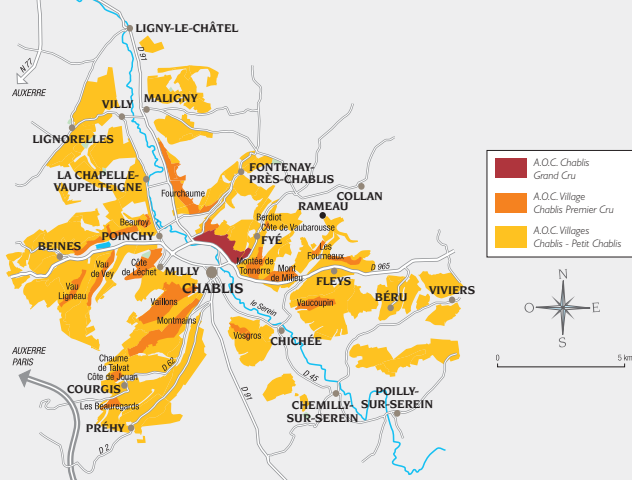 LIGNY-LE-CHÂTEL
N 77
D 91
AUXERRE
VILLY
MALIGNY
LIGNORELLES
LA CHAPELLE-
VAUPELTEIGNE
FONTENAY-
PRÈS-CHABLIS
Fourchaume
COLLAN
RAMEAU
Berdiot
Côte de Vaubarousse
Beauroy
POINCHY
FYÉ
BEINES
Les
Fourneaux
Vau
de Vey
Côte
de Léchet
MILLY
Montée de
Tonnerre
Mont
de Milieu
D 965
FLEYS
CHABLIS
Vau
Ligneau
Vaillons
Montmains
le Serein
Vaucoupin
BÉRU
VIVIERS
Vosgros
CHICHÉE
AUXERRE
PARIS
Chaume
de Talvat
Côte de Jouan
D 62
COURGIS
D 45
D 91
Les Beauregards
CHEMILLY-
SUR-SEREIN
POILLY-
SUR-SEREIN
PRÉHY
D 2
A.O.C. Chablis
Grand Cru
A.O.C. Village
Chablis Premier Cru
A.O.C. Villages
Chablis - Petit Chablis
N
O
E
S
0
5 km